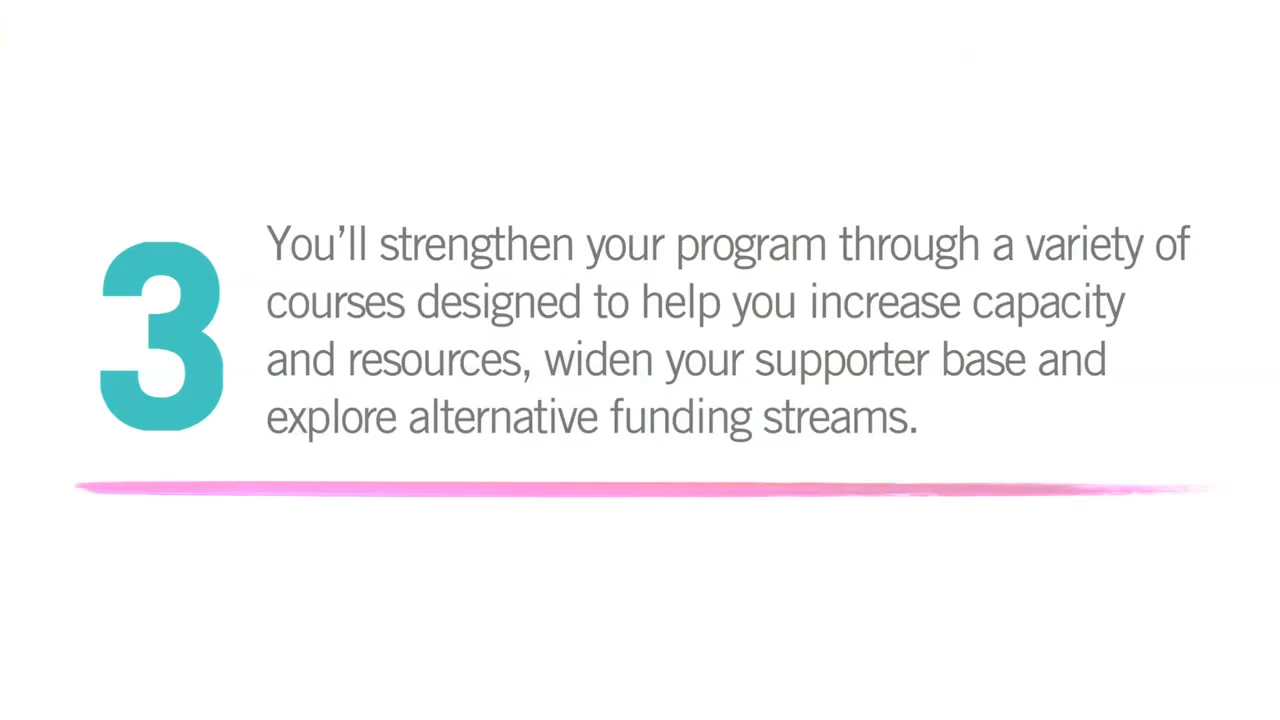 3
You’ll strengthen your program through a variety of
courses designed to help you increase capacity
and resources, widen your supporter base and
explore alternative funding streams.